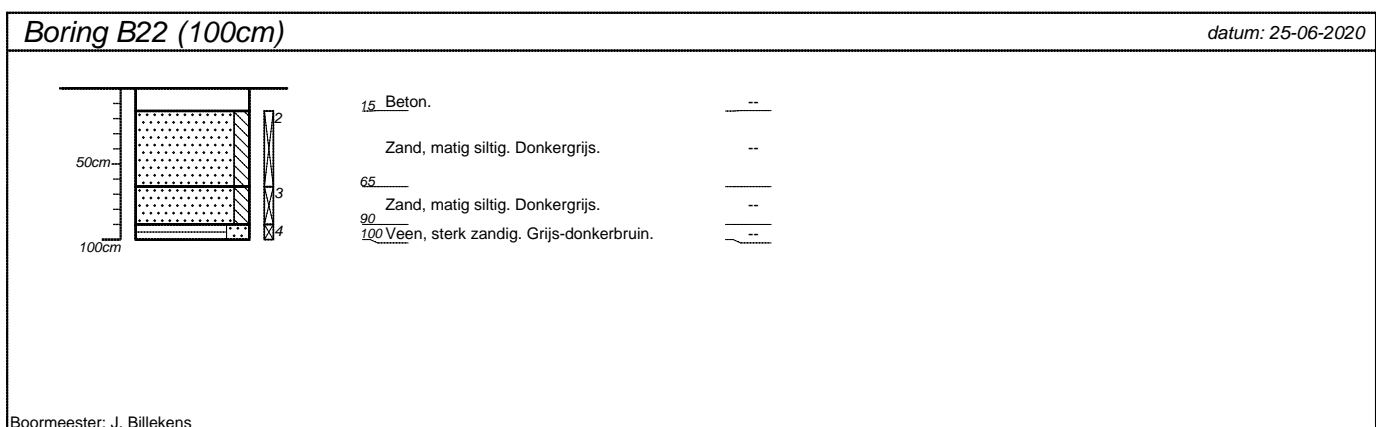 Boring B22 (100cm)
datum: 25-06-2020
50cm
100cm
2
3
4
15 Beton. --
Zand, matig siltig. Donkergrijs. --
65
Zand, matig siltig. Donkergrijs. --
90
100 Veen, sterk zandig. Grijs-donkerbruin. --
Boormeester: J. Billekens